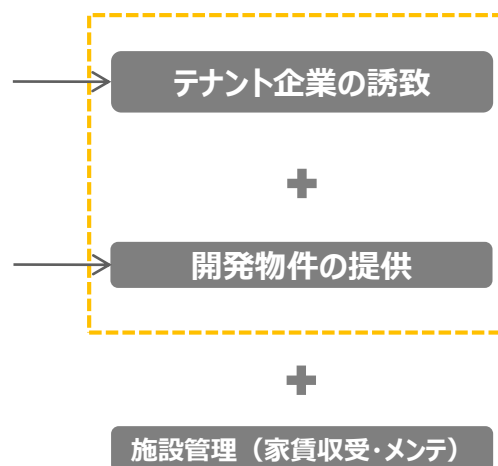 テナント企業の誘致
+
開発物件の提供
+
施設管理（家賃収受・メンテ）